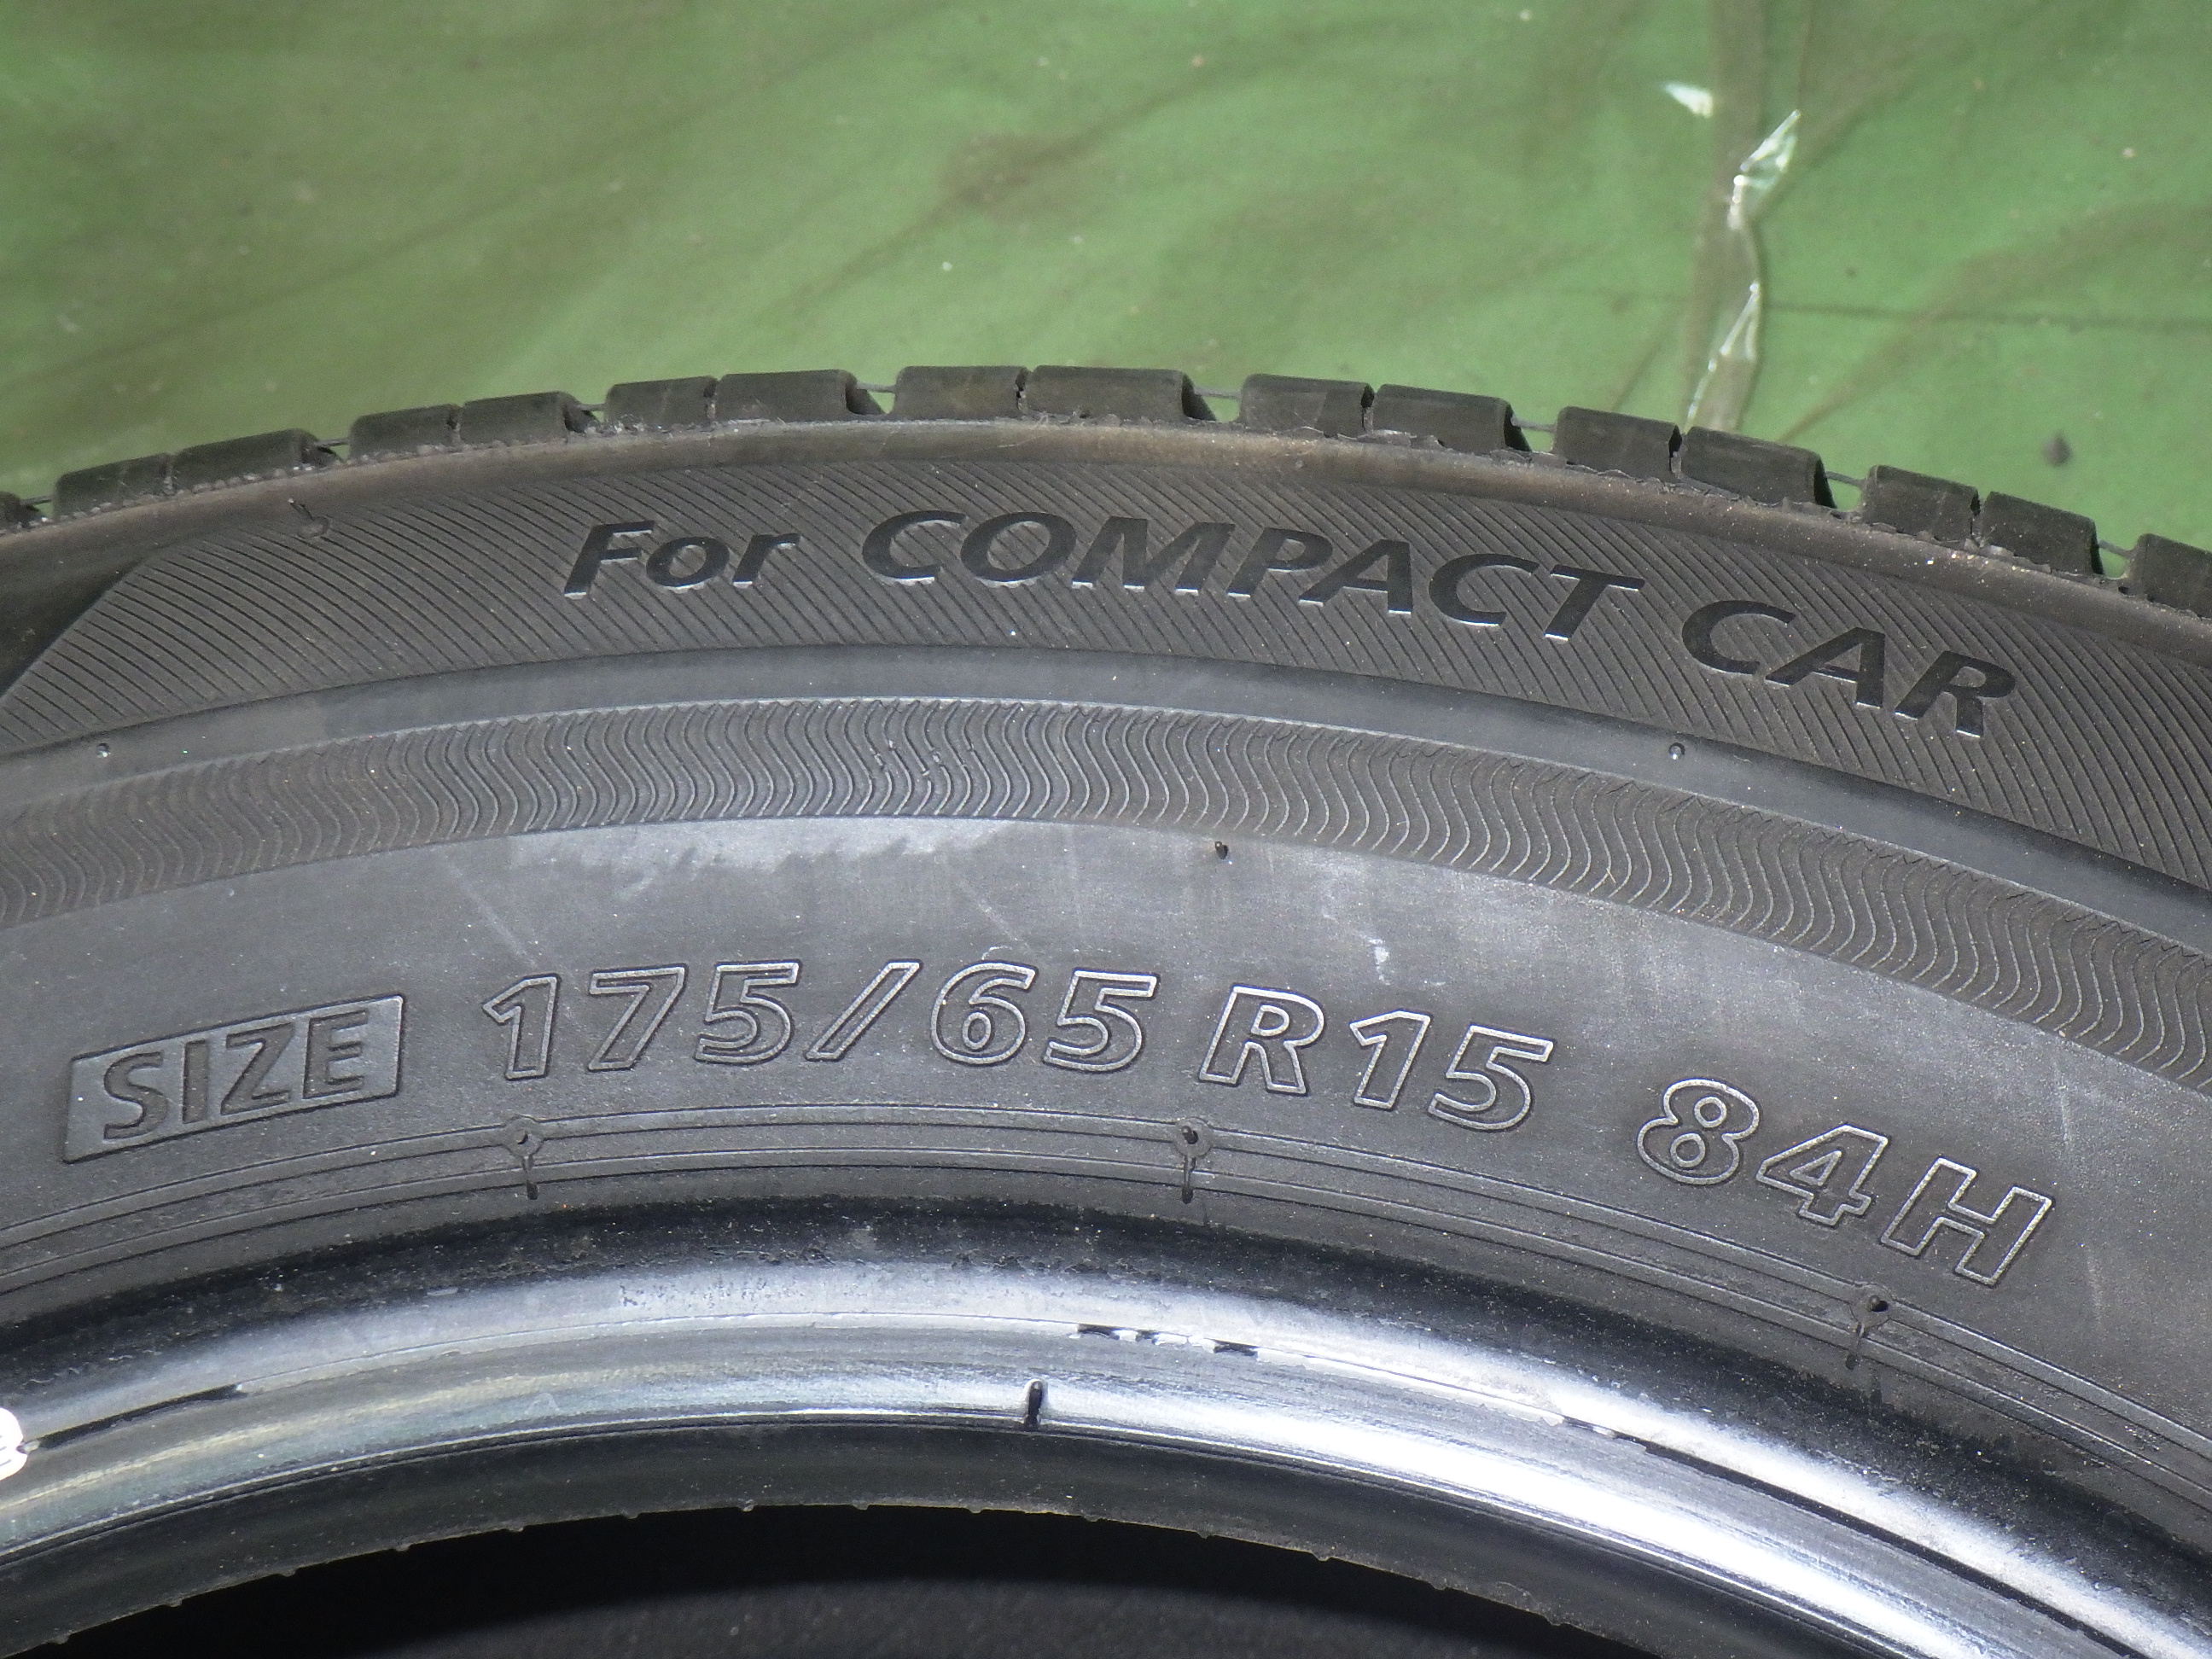 For COMPACT CAR
SIZE 175/65 R15 84H